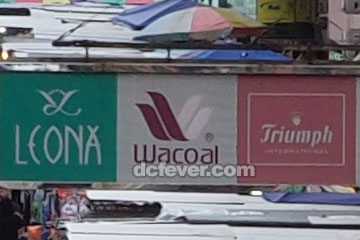 LEONA
Wacoal®
Triumph
INTERNATIONAL
dcfever.com